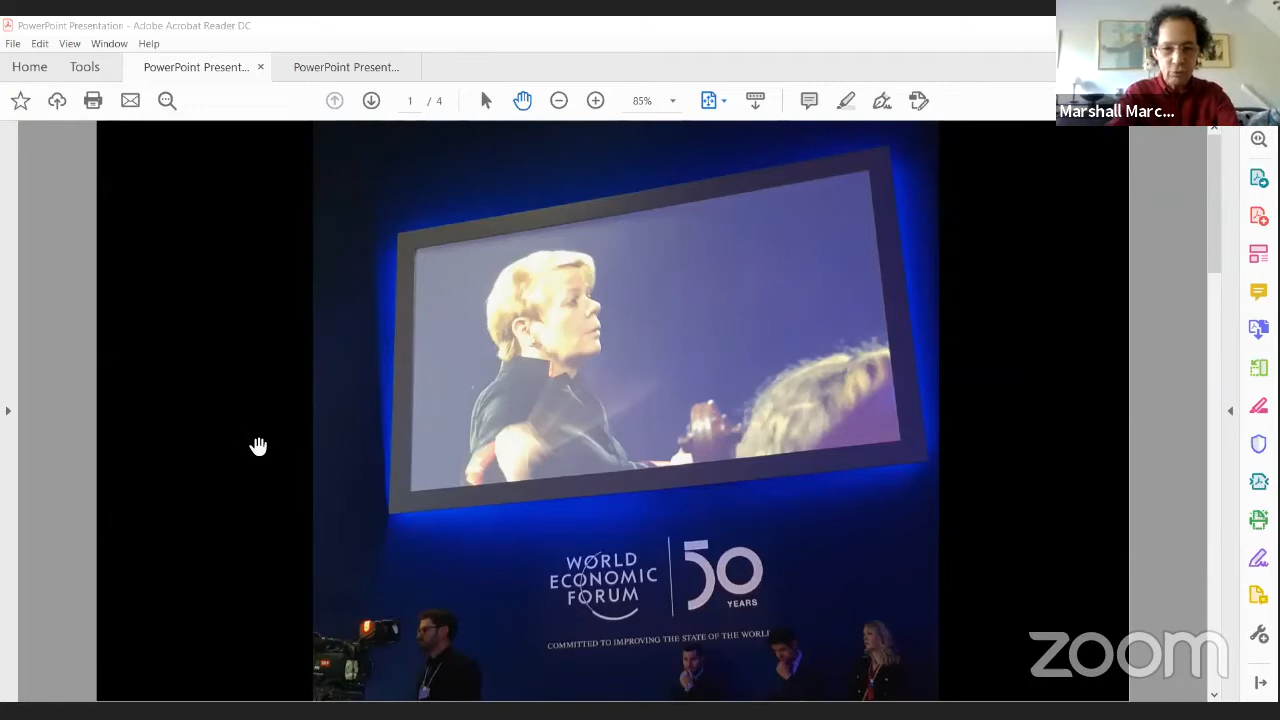 PowerPoint Presentation - Adobe Acrobat Reader DC
File Edit View Window Help
Home Tools PowerPoint Present... × PowerPoint Present...
1 / 4 85%
Marshall Marc...
WORLD
ECONOMIC
FORUM
50
YEARS
COMMITTED TO IMPROVING THE STATE OF THE WORLD
zoom